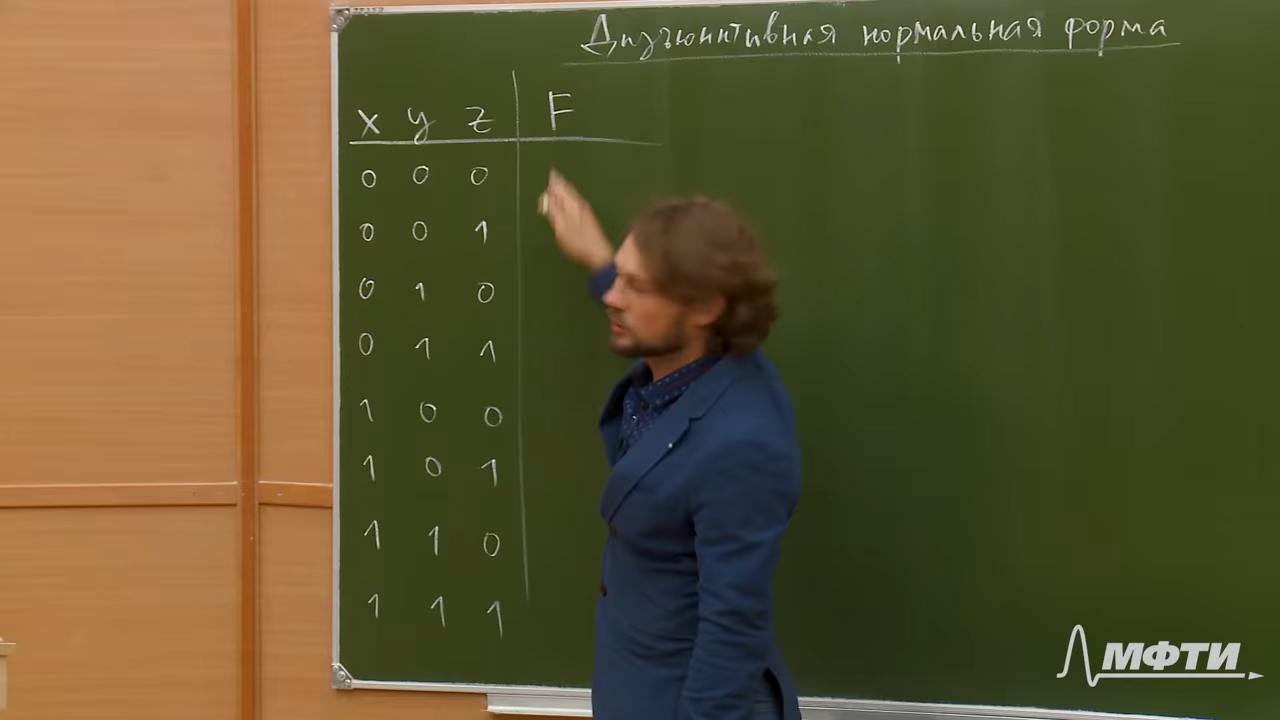 Дизъюнктивная нормальная форма
x y z F
0 0 0
0 0 1
0 1 0
0 1 1
1 0 0
1 0 1
1 1 0
1 1 1
МФТИ